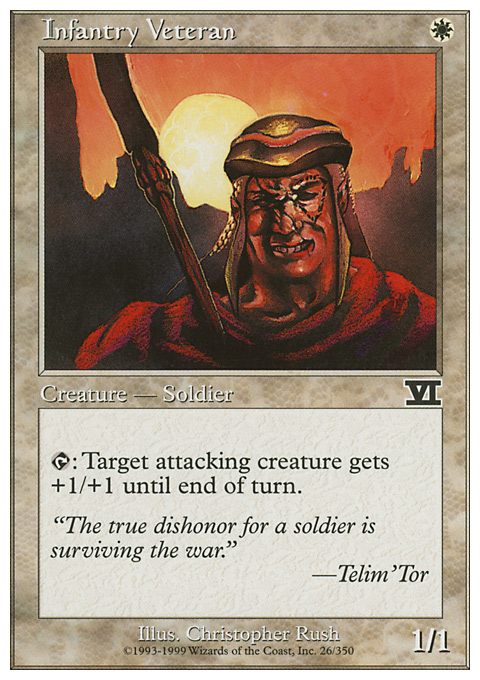 Infantry Veteran
Creature — Soldier
VI
: Target attacking creature gets
+1/+1 until end of turn.
“The true dishonor for a soldier is
surviving the war.”
—Telim’Tor
Illus. Christopher Rush
©1993-1999 Wizards of the Coast, Inc. 26/350
1/1